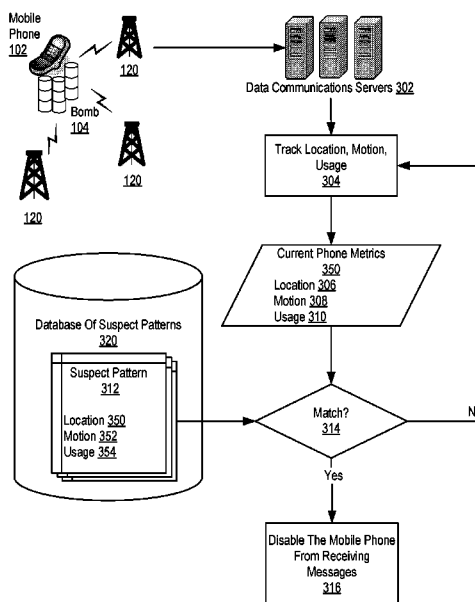 Mobile
Phone
102
120
Bomb
104
120
120
Data Communications Servers 302
Track Location, Motion,
Usage
304
Current Phone Metrics
350
Location 306
Motion 308
Usage 310
Database Of Suspect Patterns
320
Suspect Pattern
312
Location 350
Motion 352
Usage 354
Match?
314
N
Yes
Disable The Mobile Phone
From Receiving
Messages
316